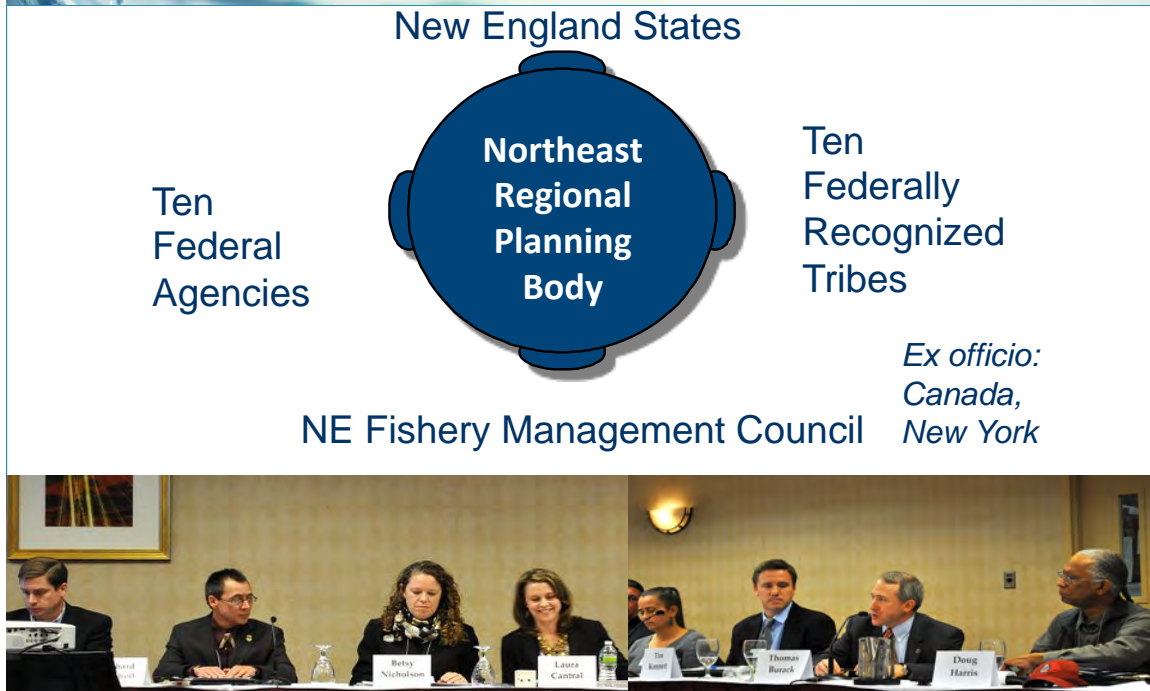 New England States
Northeast
Regional
Planning
Body
Ten
Federal
Agencies
Ten
Federally
Recognized
Tribes
Ex officio:
Canada,
New York
NE Fishery Management Council
Betsy
Nicholson
Laura
Cantral
Tim
Thomas
Burack
Doug
Harris